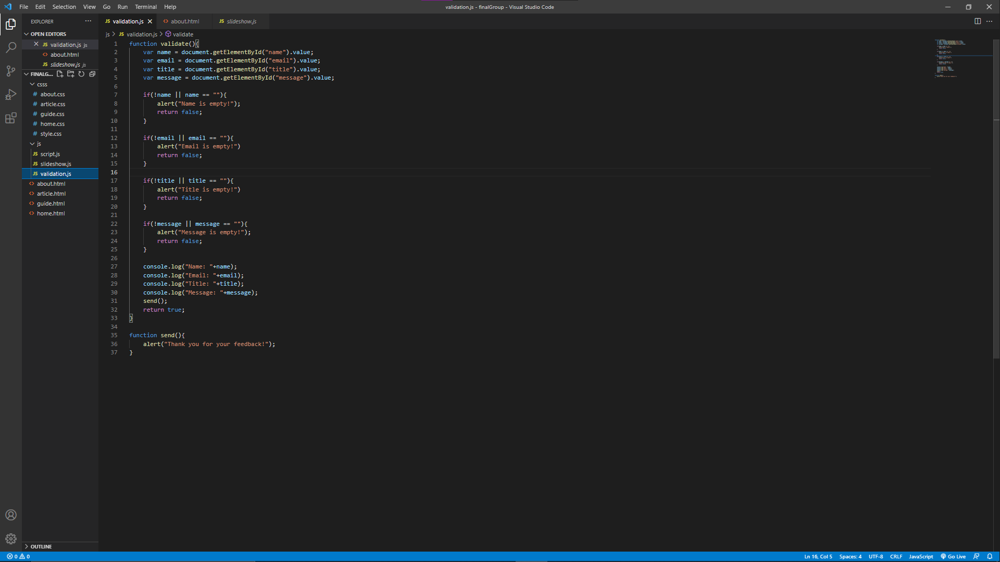 File Edit Selection View Go Run Terminal Help
validation.js - finalGroup - Visual Studio Code
EXPLORER
OPEN EDITORS
validation.js js
about.html
slideshow.js js
FINALG...
csss
about.css
article.css
guide.css
home.css
style.css
js
JS script.js
JS slideshow.js
JS validation.js
about.html
article.html
guide.html
home.html
OUTLINE
JS validation.js about.html JS slideshow.js
js > JS validation.js > validate
1 function validate(){
2     var name = document.getElementById("name").value;
3     var email = document.getElementById("email").value;
4     var title = document.getElementById("title").value;
5     var message = document.getElementById("message").value;
6
7     if(!name || name == ""){
8         alert("Name is empty!");
9         return false;
10     }
11
12     if(!email || email == ""){
13         alert("Email is empty!")
14         return false;
15     }
16
17     if(!title || title == ""){
18         alert("Title is empty!")
19         return false;
20     }
21
22     if(!message || message == ""){
23         alert("Message is empty!");
24         return false;
25     }
26
27     console.log("Name: "+name);
28     console.log("Email: "+email);
29     console.log("Title: "+title);
30     console.log("Message: "+message);
31     send();
32     return true;
33 }
34
35 function send(){
36     alert("Thank you for your feedback!");
37 }
0 0 Ln 16, Col 5 Spaces: 4 UTF-8 CRLF JavaScript Go Live